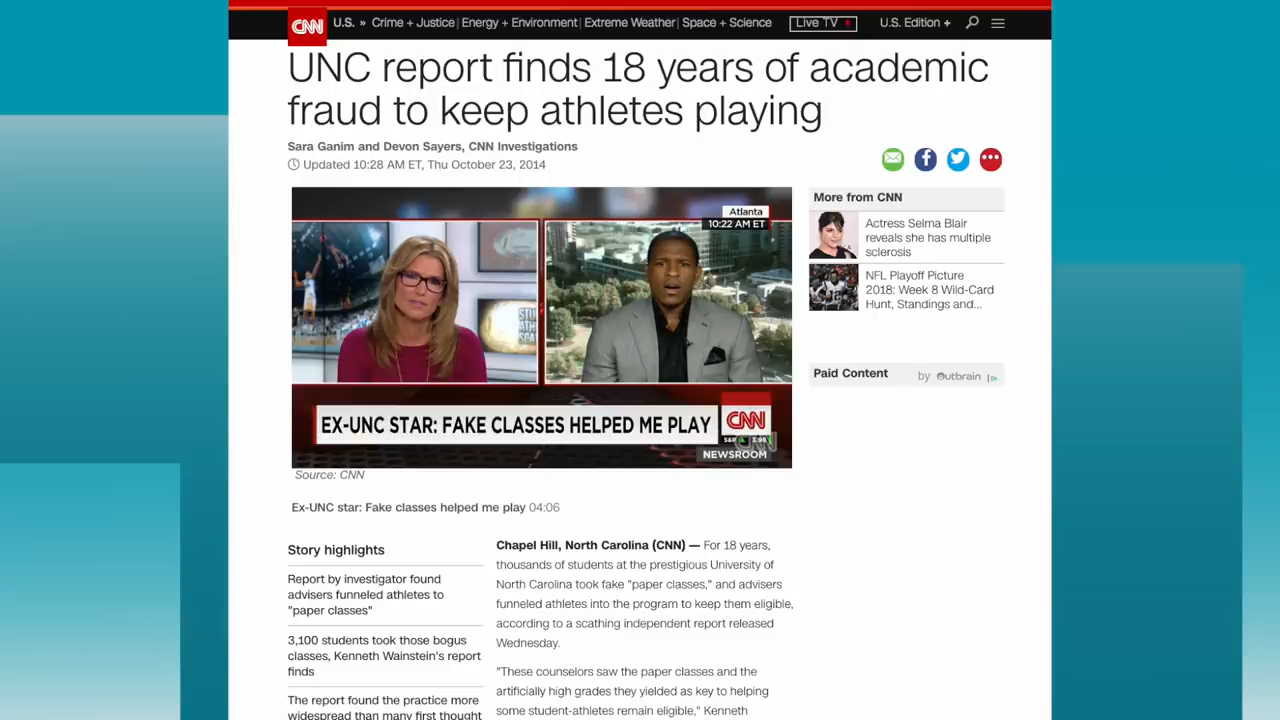 CNN
U.S. » Crime + Justice | Energy + Environment | Extreme Weather | Space + Science
Live TV
U.S. Edition +
UNC report finds 18 years of academic
fraud to keep athletes playing
Sara Ganim and Devon Sayers, CNN Investigations
Updated 10:28 AM ET, Thu October 23, 2014
Atlanta
10:22 AM ET
EX-UNC STAR: FAKE CLASSES HELPED ME PLAY
CNN
S&P
NEWSROOM
Source: CNN
Ex-UNC star: Fake classes helped me play 04:06
More from CNN
Actress Selma Blair
reveals she has multiple
sclerosis
NFL Playoff Picture
2018: Week 8 Wild-Card
Hunt, Standings and...
Paid Content
by Outbrain
Story highlights
Report by investigator found
advisers funneled athletes to
"paper classes"
3,100 students took those bogus
classes, Kenneth Wainstein's report
finds
The report found the practice more
widespread than many first thought
Chapel Hill, North Carolina (CNN) — For 18 years,
thousands of students at the prestigious University of
North Carolina took fake "paper classes," and advisers
funneled athletes into the program to keep them eligible,
according to a scathing independent report released
Wednesday.
"These counselors saw the paper classes and the
artificially high grades they yielded as key to helping
some student-athletes remain eligible," Kenneth